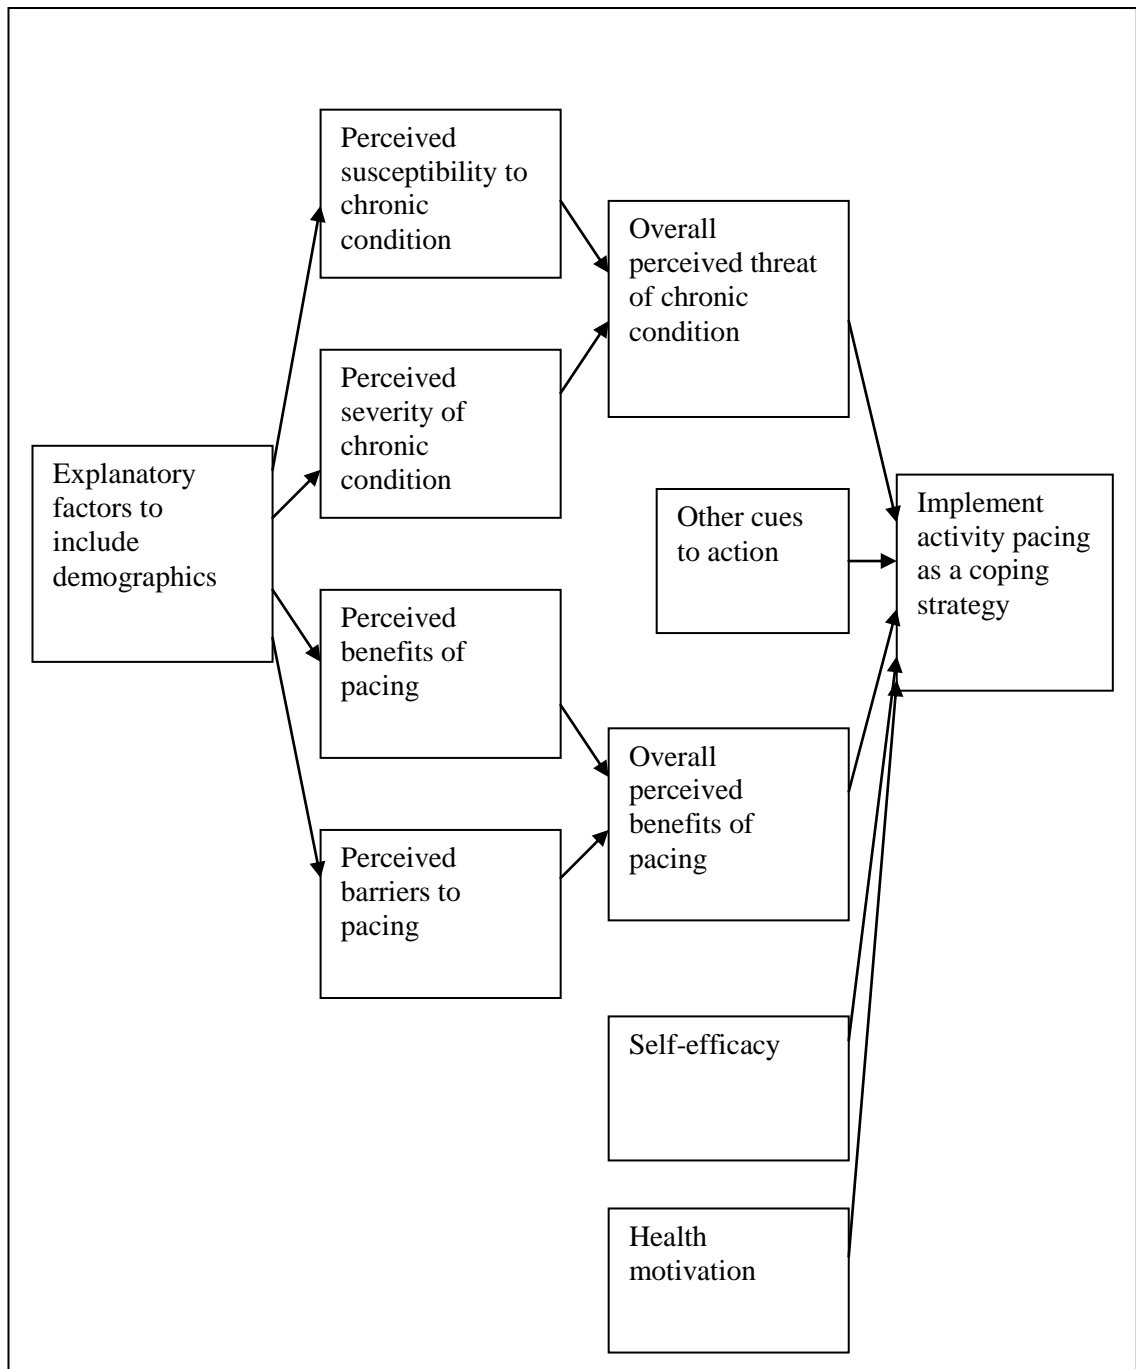 Perceived
susceptibility to
chronic
condition
Overall
perceived threat
of chronic
condition
Perceived
severity of
chronic
condition
Explanatory
factors to
include
demographics
Other cues
to action
Implement
activity pacing
as a coping
strategy
Perceived
benefits of
pacing
Overall
perceived
benefits of
pacing
Perceived
barriers to
pacing
Self-efficacy
Health
motivation